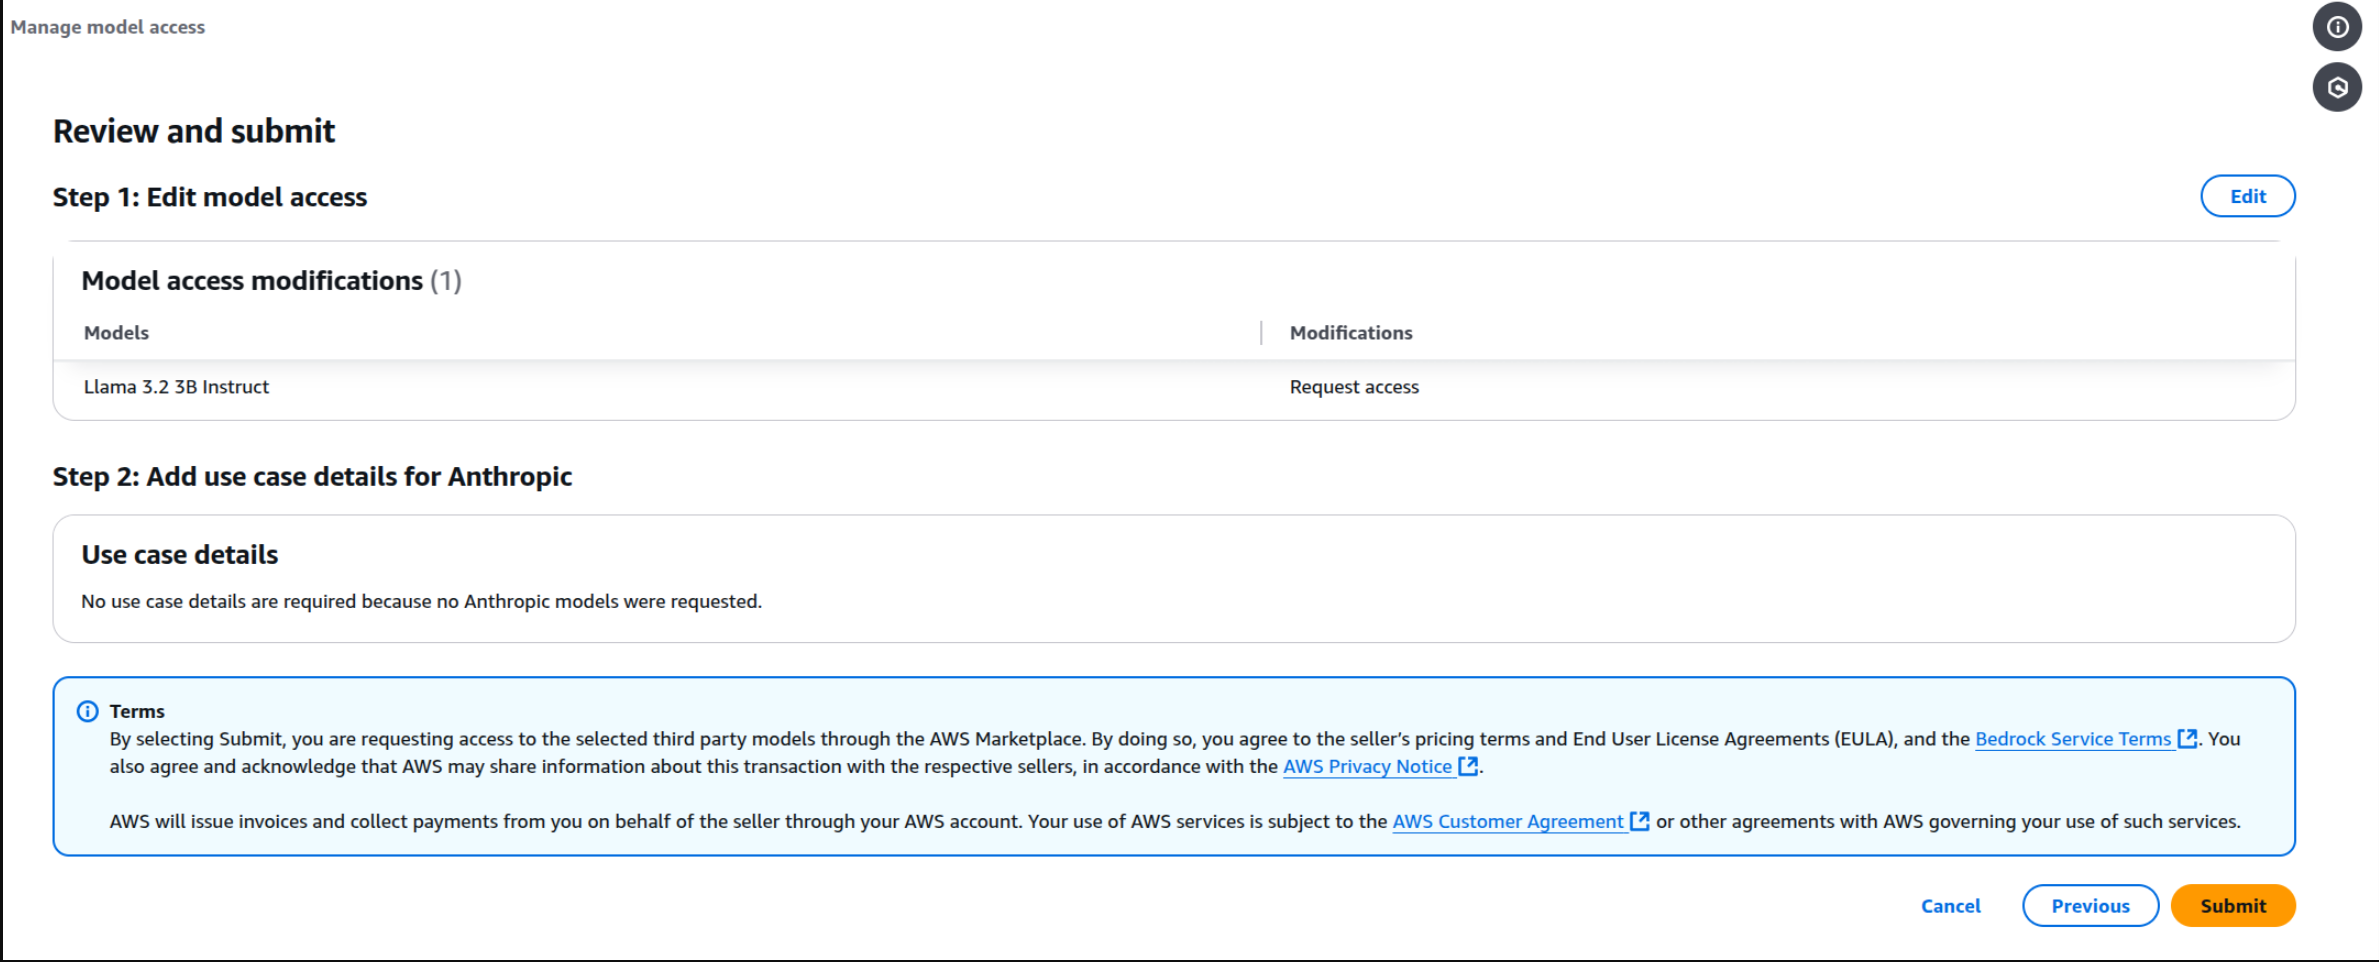 Manage model access
Review and submit
Step 1: Edit model access
Edit
Model access modifications (1)
Models
Modifications
Llama 3.2 3B Instruct
Request access
Step 2: Add use case details for Anthropic
Use case details
No use case details are required because no Anthropic models were requested.
Terms
By selecting Submit, you are requesting access to the selected third party models through the AWS Marketplace. By doing so, you agree to the seller’s pricing terms and End User License Agreements (EULA), and the Bedrock Service Terms. You
also agree and acknowledge that AWS may share information about this transaction with the respective sellers, in accordance with the AWS Privacy Notice.
AWS will issue invoices and collect payments from you on behalf of the seller through your AWS account. Your use of AWS services is subject to the AWS Customer Agreement or other agreements with AWS governing your use of such services.
Cancel
Previous
Submit